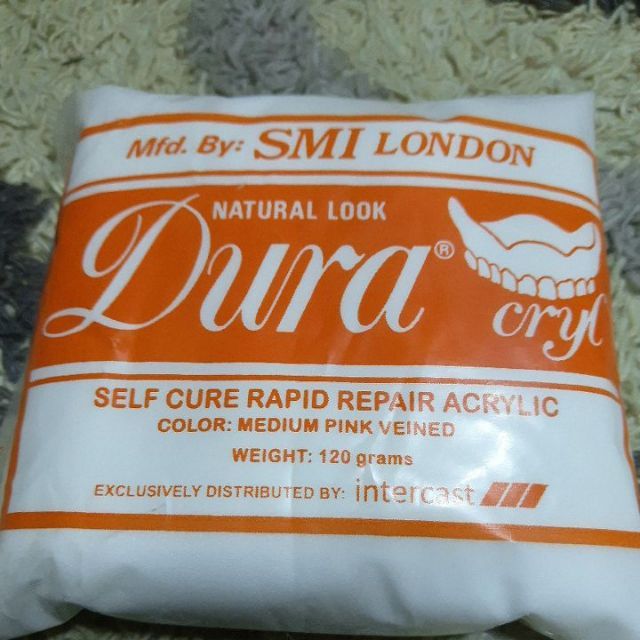 Mfd. By: SMI LONDON
NATURAL LOOK
Dura®
cryl
SELF CURE RAPID REPAIR ACRYLIC
COLOR: MEDIUM PINK VEINED
WEIGHT: 120 grams
EXCLUSIVELY DISTRIBUTED BY: intercast